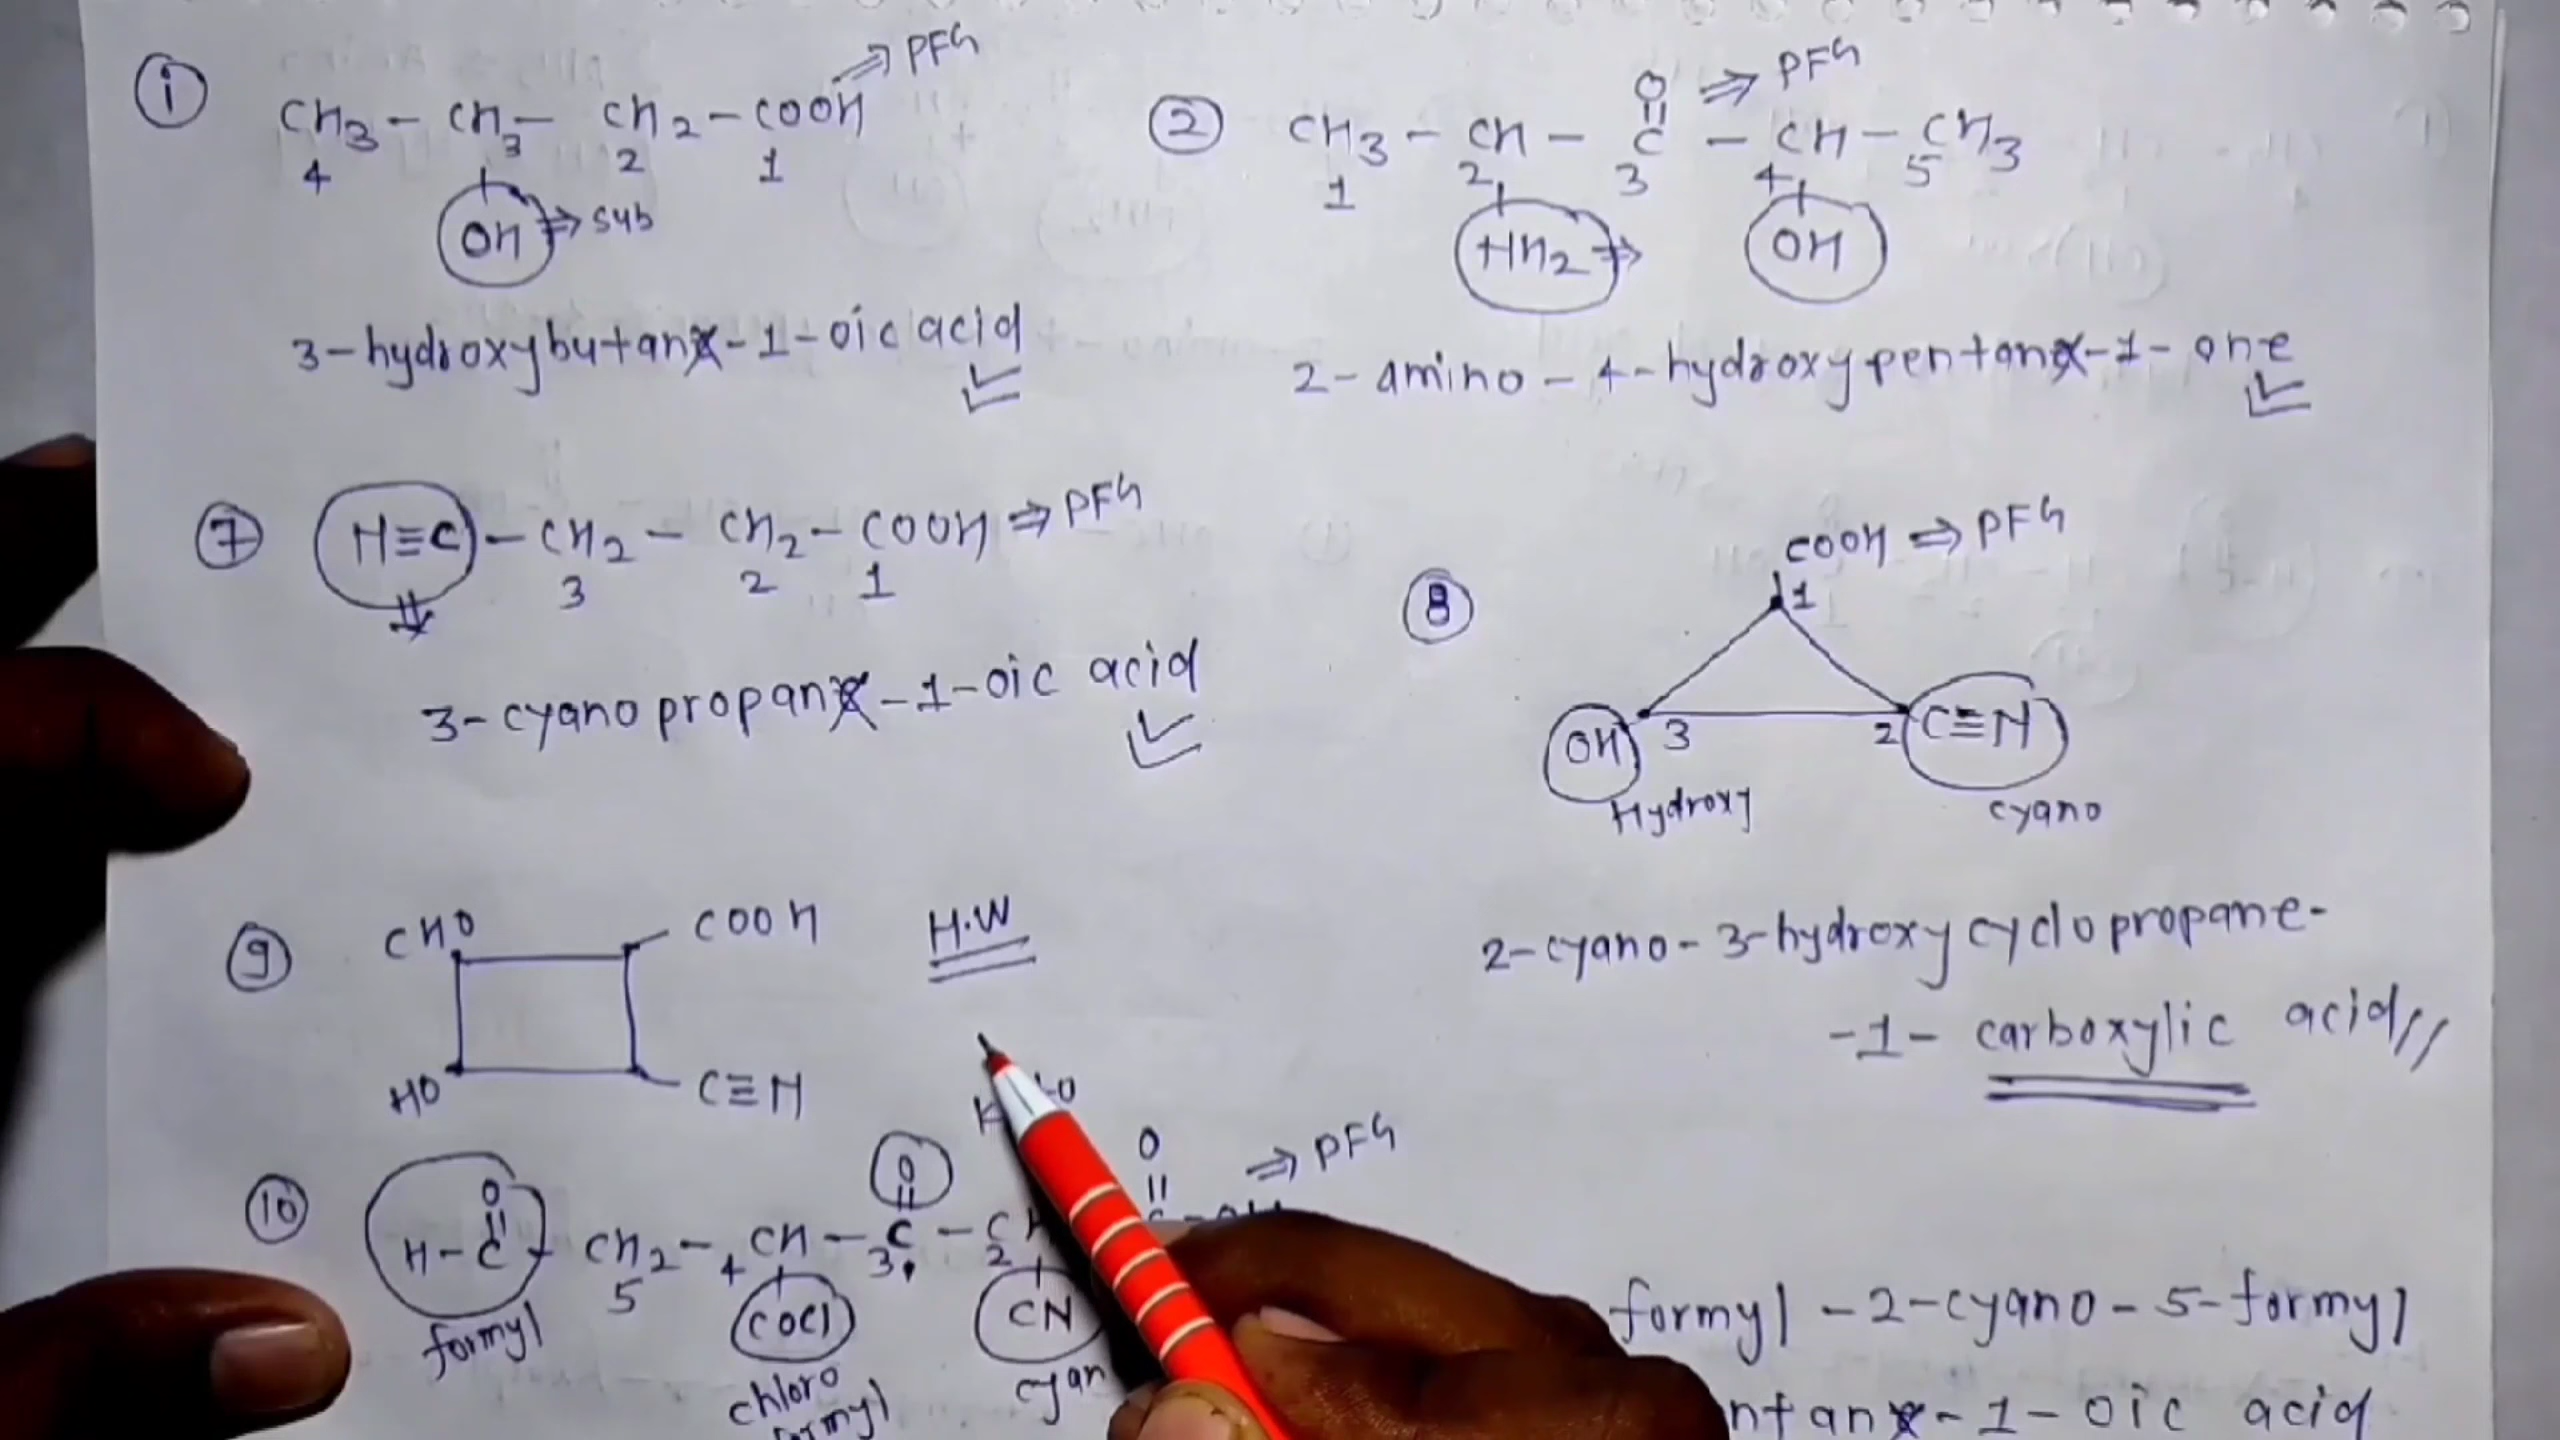 ① CH3 - CH - CH2 - COOH ⇒ PFG
4 3 2 1
OH ⇒ sub
3-hydroxybutane-1-oic acid
② CH3 - CH - C - CH - CH3
O ⇒ PFG
1 2 3 4 5
NH2 ⇒ OH
2-amino-4-hydroxypentane-1-one
⑦ N≡C - CH2 - CH2 - COOH ⇒ PFG
3 2 1
3-cyanopropane-1-oic acid
⑧ COOH ⇒ PFG
1
OH 3 2 C≡N
Hydroxy cyano
2-cyano-3-hydroxycyclopropane-
-1- carboxylic acid//
⑨ CHO COOH H.W
HO C≡N
⑩ O O O ⇒ PFG
H-C - CH2 - CH - C - CH
5 4 3 2
COCl CN
formyl chloro
formyl - 2-cyano-5-formyl
-1-oic acid